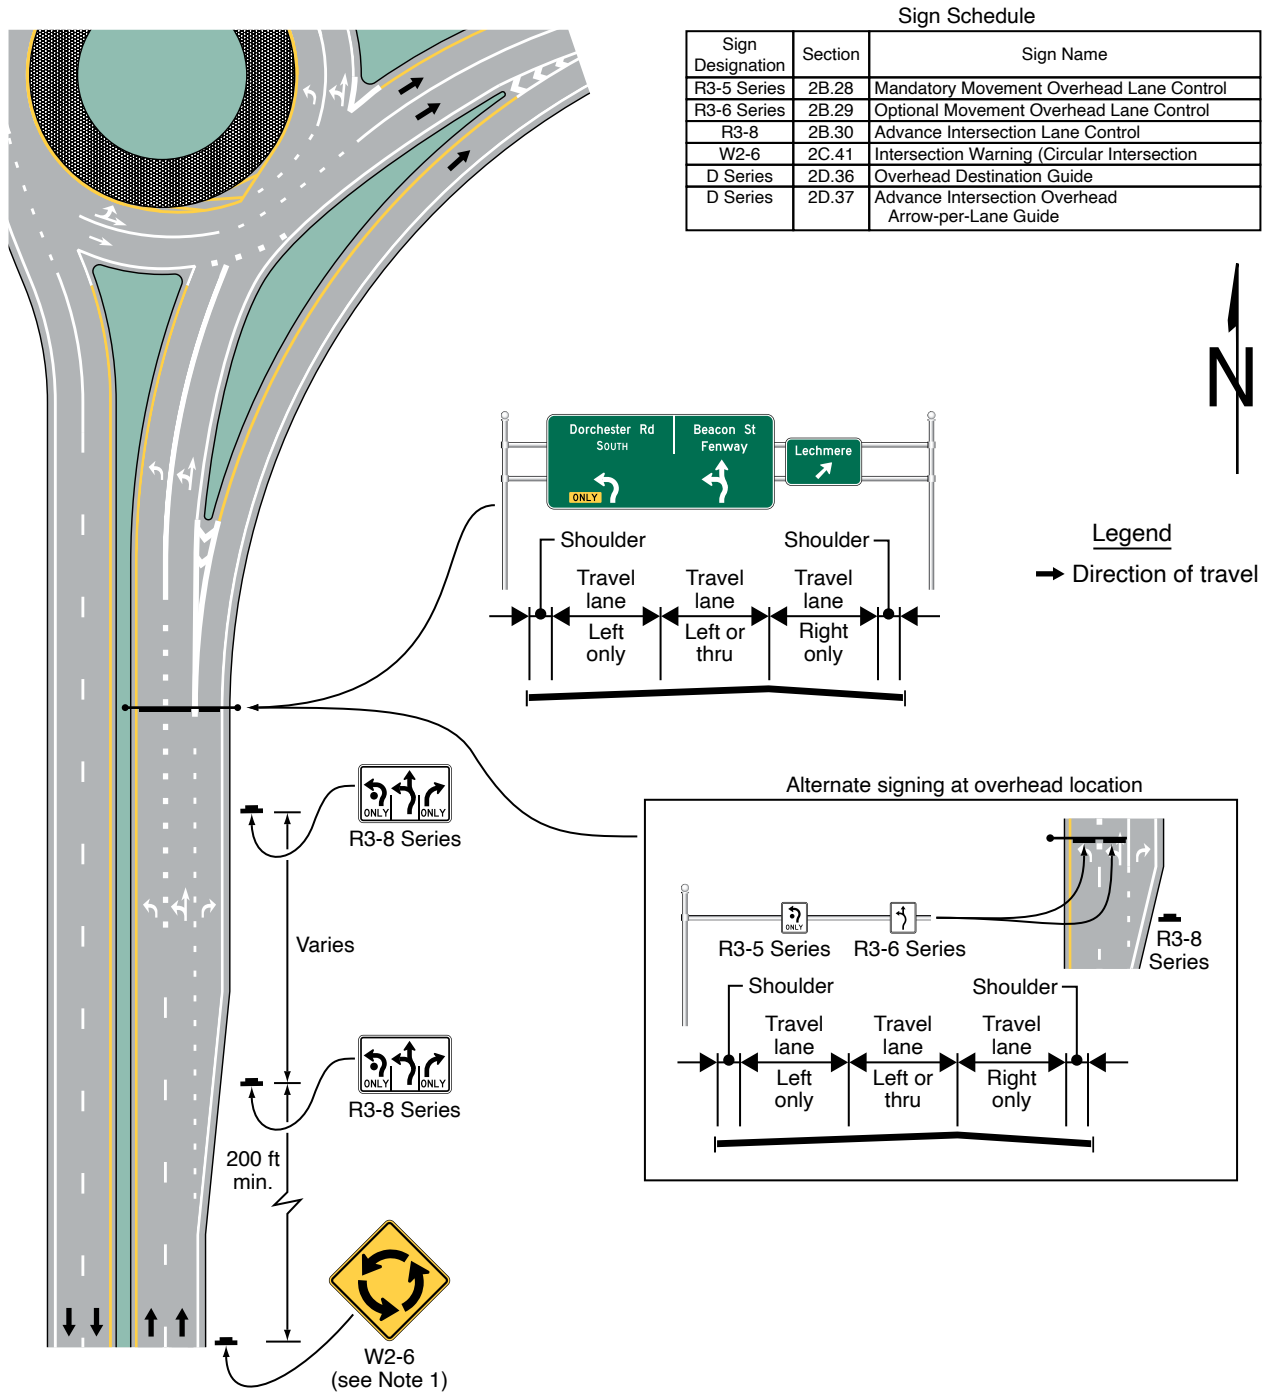 Sign Schedule
Sign Designation Section Sign Name
R3-5 Series 2B.28 Mandatory Movement Overhead Lane Control
R3-6 Series 2B.29 Optional Movement Overhead Lane Control
R3-8 2B.30 Advance Intersection Lane Control
W2-6 2C.41 Intersection Warning (Circular Intersection
D Series 2D.36 Overhead Destination Guide
D Series 2D.37 Advance Intersection Overhead
Arrow-per-Lane Guide
N
Dorchester Rd
SOUTH
ONLY
Beacon St
Fenway
Lechmere
Shoulder
Shoulder
Travel
lane
Travel
lane
Travel
lane
Left
only
Left or
thru
Right
only
Legend
Direction of travel
ONLY ONLY
R3-8 Series
Varies
ONLY ONLY
R3-8 Series
200 ft
min.
W2-6
(see Note 1)
Alternate signing at overhead location
ONLY
R3-5 Series
R3-6 Series
R3-8
Series
Shoulder
Shoulder
Travel
lane
Travel
lane
Travel
lane
Left
only
Left or
thru
Right
only